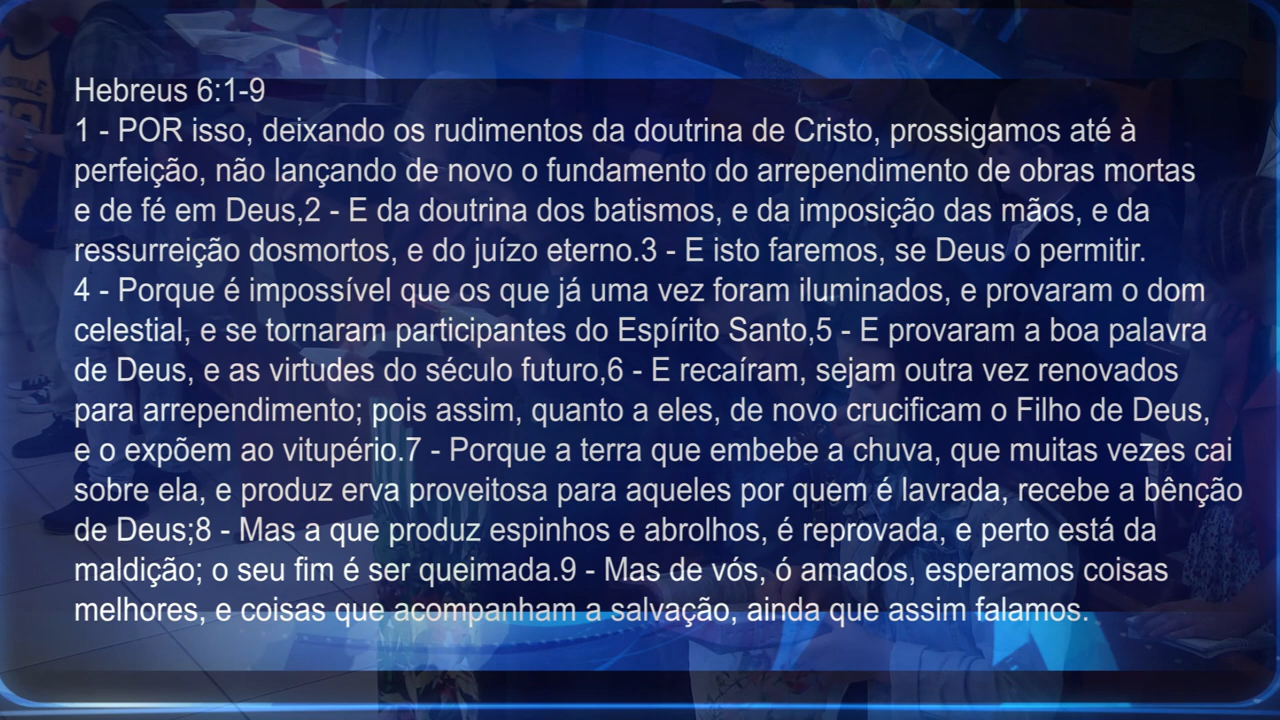 Hebreus 6:1-9
1 - POR isso, deixando os rudimentos da doutrina de Cristo, prossigamos até à
perfeição, não lançando de novo o fundamento do arrependimento de obras mortas
e de fé em Deus,2 - E da doutrina dos batismos, e da imposição das mãos, e da
ressurreição dosmortos, e do juízo eterno.3 - E isto faremos, se Deus o permitir.
4 - Porque é impossível que os que já uma vez foram iluminados, e provaram o dom
celestial, e se tornaram participantes do Espírito Santo,5 - E provaram a boa palavra
de Deus, e as virtudes do século futuro,6 - E recaíram, sejam outra vez renovados
para arrependimento; pois assim, quanto a eles, de novo crucificam o Filho de Deus,
e o expõem ao vitupério.7 - Porque a terra que embebe a chuva, que muitas vezes cai
sobre ela, e produz erva proveitosa para aqueles por quem é lavrada, recebe a bênção
de Deus;8 - Mas a que produz espinhos e abrolhos, é reprovada, e perto está da
maldição; o seu fim é ser queimada.9 - Mas de vós, ó amados, esperamos coisas
melhores, e coisas que acompanham a salvação, ainda que assim falamos.